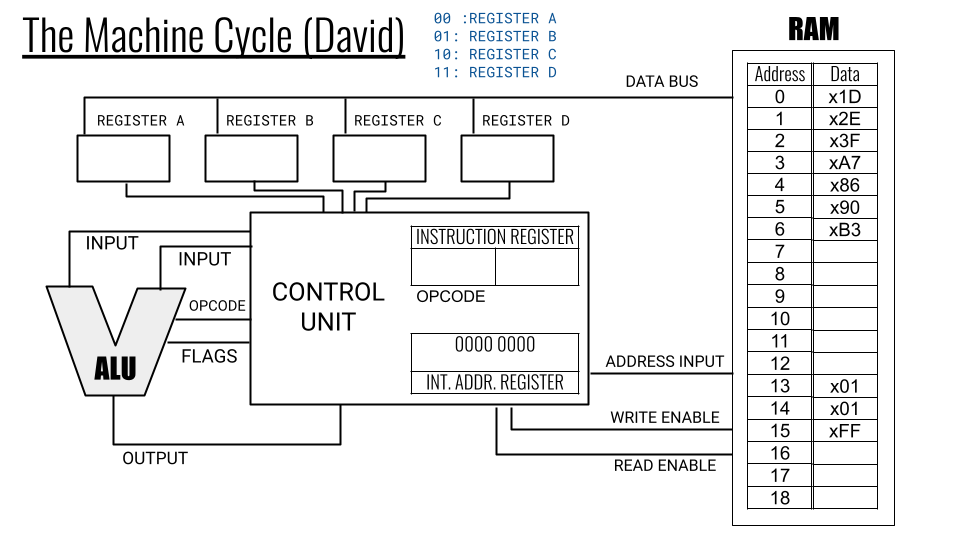 The Machine Cycle (David)
00 :REGISTER A
01: REGISTER B
10: REGISTER C
11: REGISTER D
RAM
DATA BUS
REGISTER A
REGISTER B
REGISTER C
REGISTER D
INPUT
INPUT
OPCODE
FLAGS
ALU
OUTPUT
CONTROL
UNIT
INSTRUCTION REGISTER
OPCODE
0000 0000
INT. ADDR. REGISTER
ADDRESS INPUT
WRITE ENABLE
READ ENABLE
Address Data
0 x1D
1 x2E
2 x3F
3 xA7
4 x86
5 x90
6 xB3
7
8
9
10
11
12
13 x01
14 x01
15 xFF
16
17
18